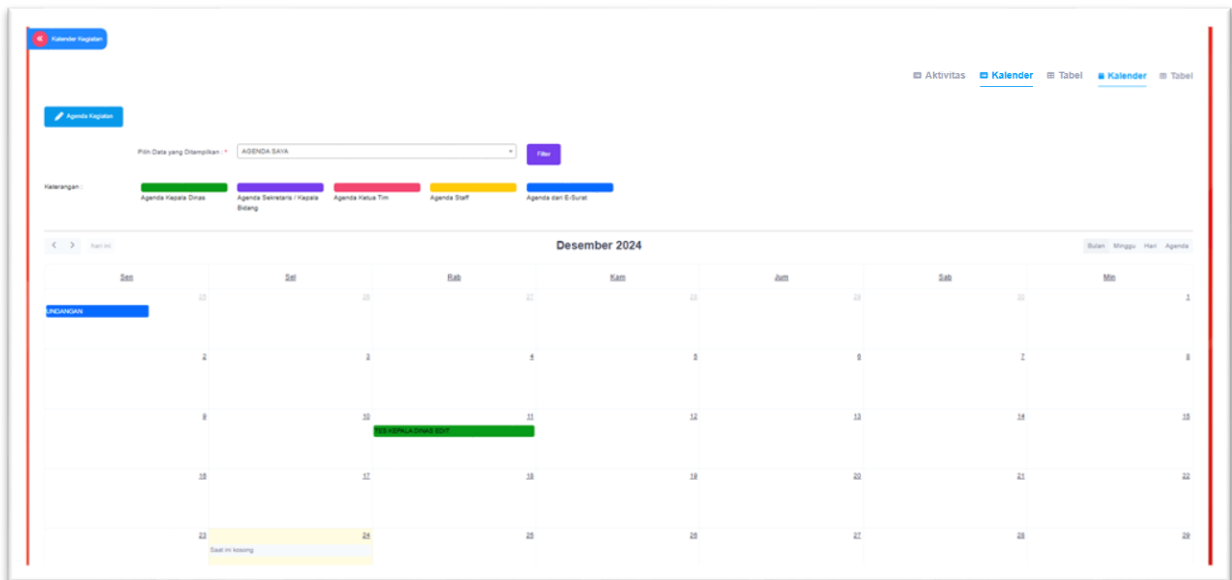 Kalender Kegiatan
Aktivitas Kalender Tabel Kalender Tabel
Agenda Kegiatan
Pilih Data yang Ditampilkan : * AGENDA SAYA Filter
Keterangan :
Agenda Kepala Dinas
Agenda Sekretaris / Kepala
Bidang
Agenda Ketua Tim
Agenda Staff
Agenda dari E-Surat
hari ini Desember 2024 Bulan Minggu Hari Agenda
Sen Sel Rab Kam Jum Sab Min
25 26 27 28 29 30 1
UNDANGAN
2 3 4 5 6 7 8
9 10 11 12 13 14 15
TES KEPALA DINAS EDIT
16 17 18 19 20 21 22
23 24 25 26 27 28 29
Saat ini kosong